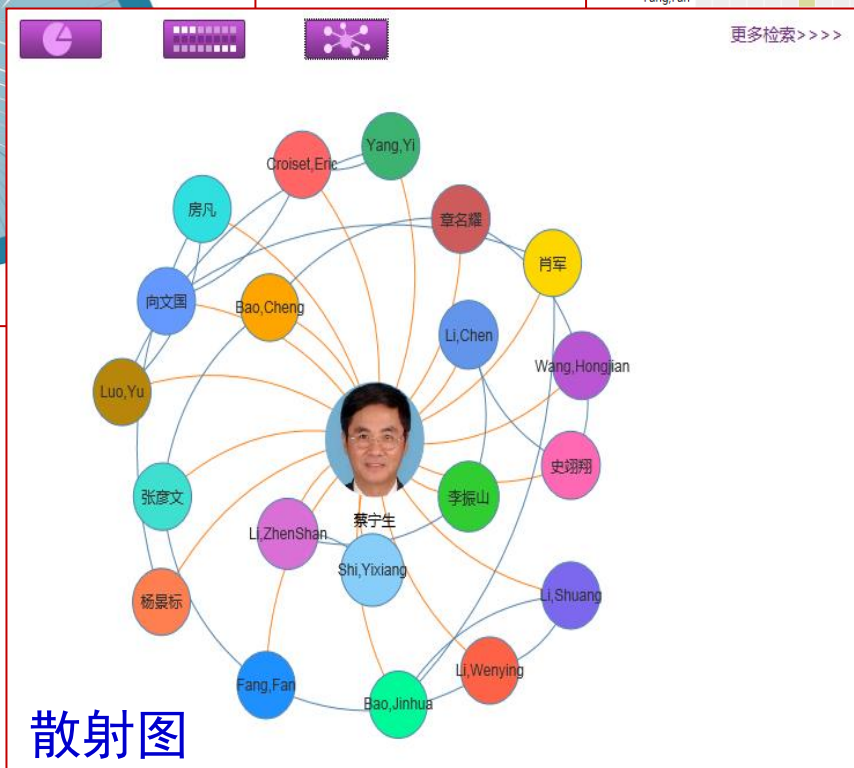 Yang,Fan
更多检索>>>>
Yang,Yi
Croiset,Eric
房凡
章名耀
肖军
向文国
Bao,Cheng
Li,Chen
Wang,Hongjian
Luo,Yu
史翊翔
张彦文
李振山
蔡宁生
Li,ZhenShan
Shi,Yixiang
Li,Shuang
杨景标
Li,Wenying
Fang,Fan
Bao,Jinhua
散射图